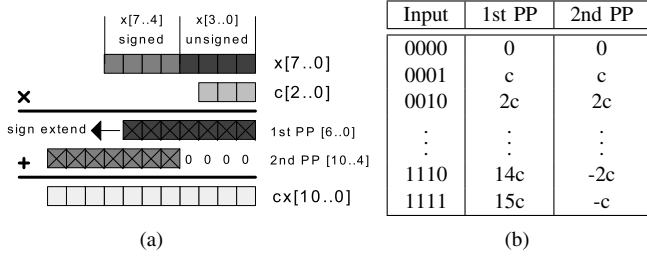 x[7..4] x[3..0]
signed unsigned
x[7..0]
× c[2..0]
sign extend 1st PP [6..0]
+ 0 0 0 0 2nd PP [10..4]
cx[10..0]
(a)
Input 1st PP 2nd PP
0000 0 0
0001 c c
0010 2c 2c
⋮ ⋮ ⋮
1110 14c -2c
1111 15c -c
(b)